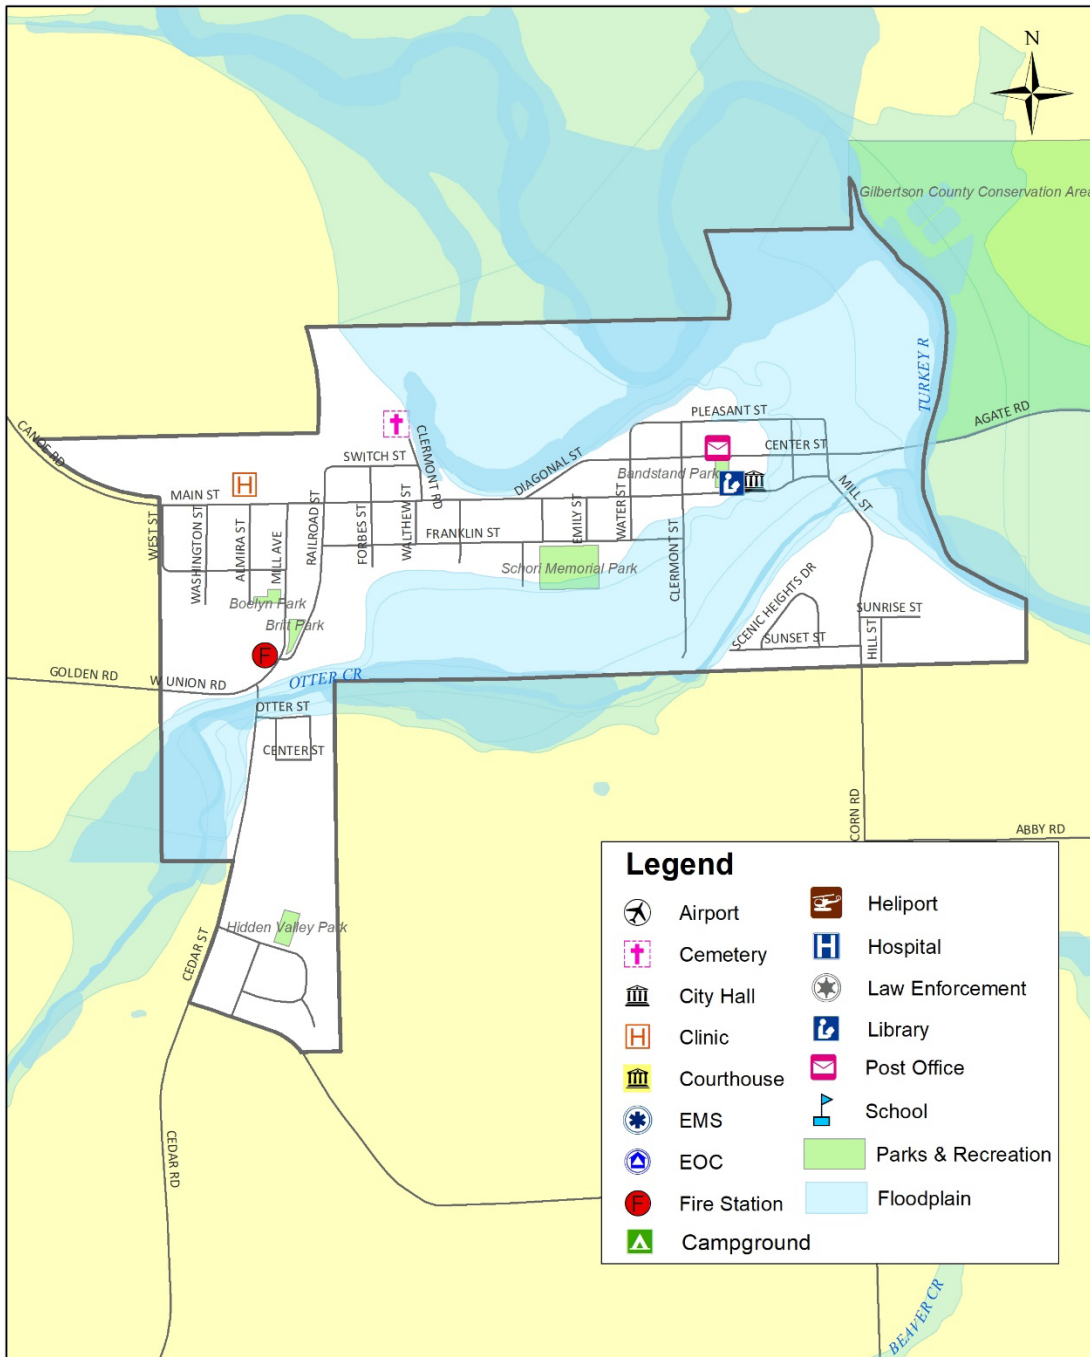 N
Gilbertson County Conservation Area
TURKEY R
AGATE RD
PLEASANT ST
CENTER ST
CANOE RD
CLERMONT RD
SWITCH ST
DIAGONAL ST
Bandstand Park
MAIN ST
MILL ST
WEST ST
WASHINGTON ST
ALMIRA ST
MILL AVE
RAILROAD ST
FORBES ST
WALTHEW ST
FRANKLIN ST
EMILY ST
WATER ST
CLERMONT ST
Schori Memorial Park
SCENIC HEIGHTS DR
Boelyn Park
Britt Park
SUNRISE ST
SUNSET ST
HILL ST
F
GOLDEN RD
W UNION RD
OTTER CR
OTTER ST
CENTER ST
CORN RD
ABBY RD
Hidden Valley Park
CEDAR ST
CEDAR RD
BEAVER CR
H
Legend
Airport
Cemetery
City Hall
H Clinic
Courthouse
EMS
EOC
F Fire Station
Campground
Heliport
H Hospital
Law Enforcement
Library
Post Office
School
Parks & Recreation
Floodplain